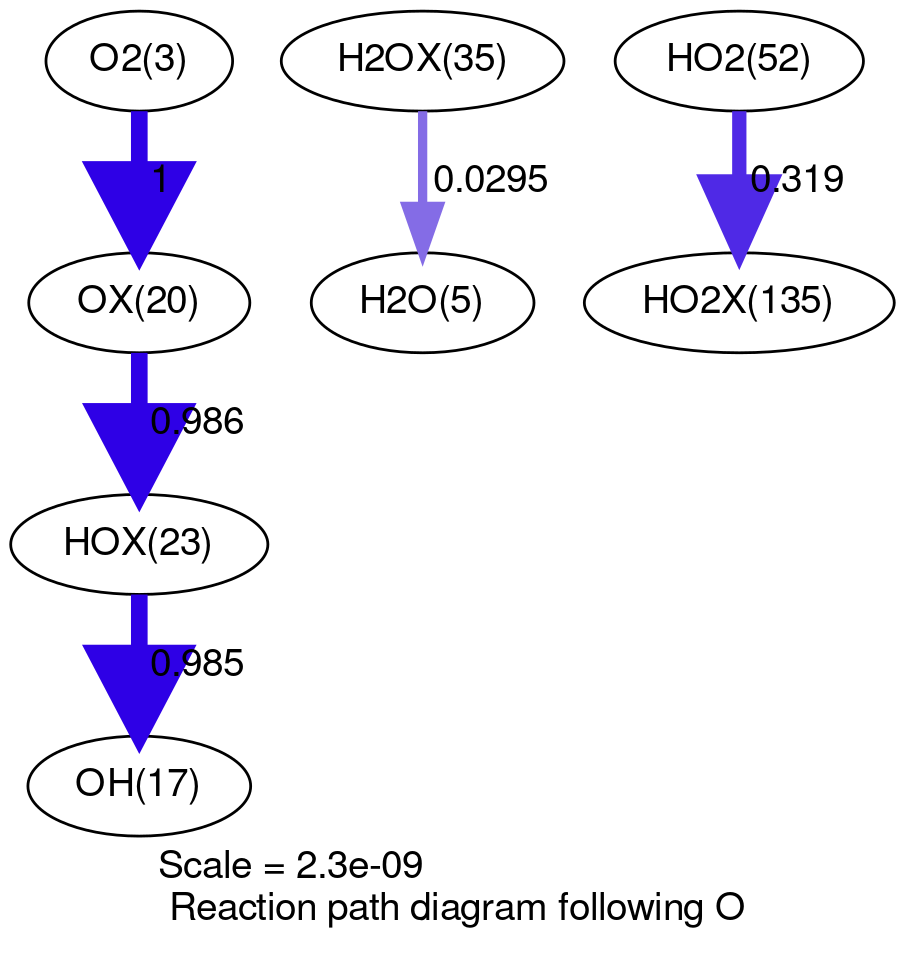 O2(3)
H2OX(35)
HO2(52)
1
0.0295
0.319
OX(20)
H2O(5)
HO2X(135)
0.986
HOX(23)
0.985
OH(17)
Scale = 2.3e-09
Reaction path diagram following O